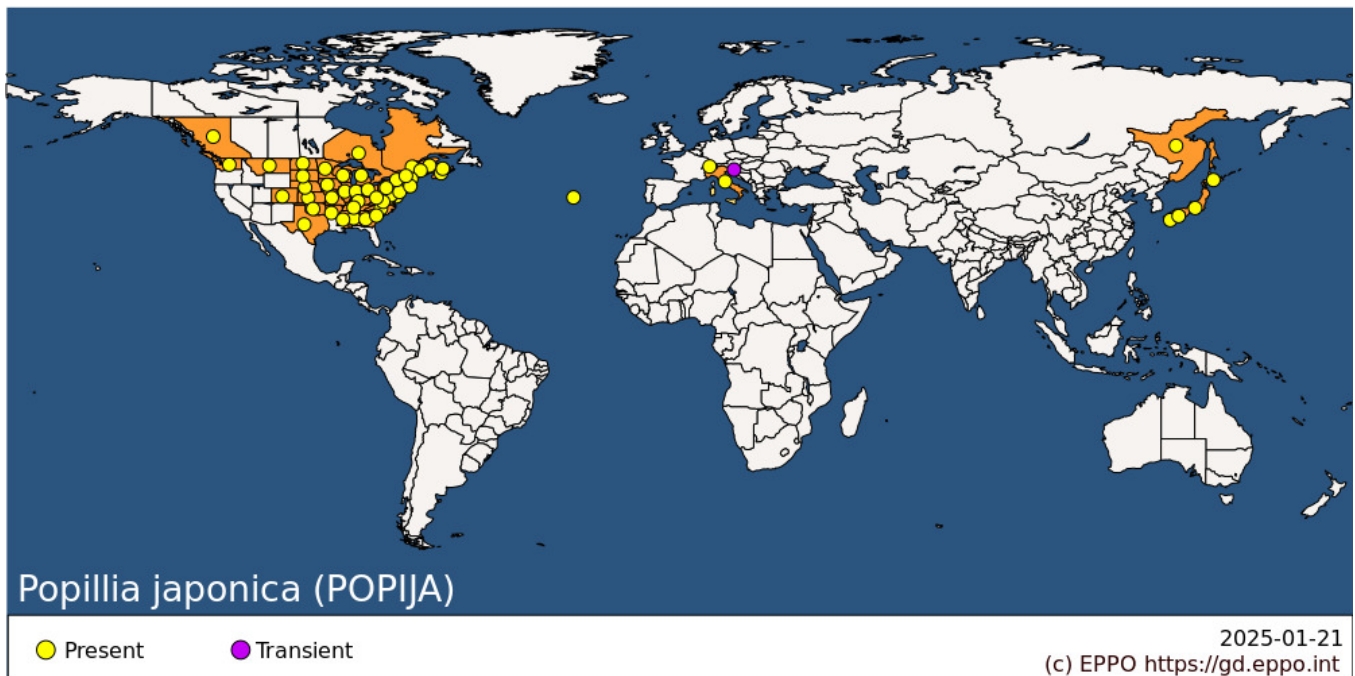 Popillia japonica (POPIJA)
Present
Transient
2025-01-21
(c) EPPO https://gd.eppo.int